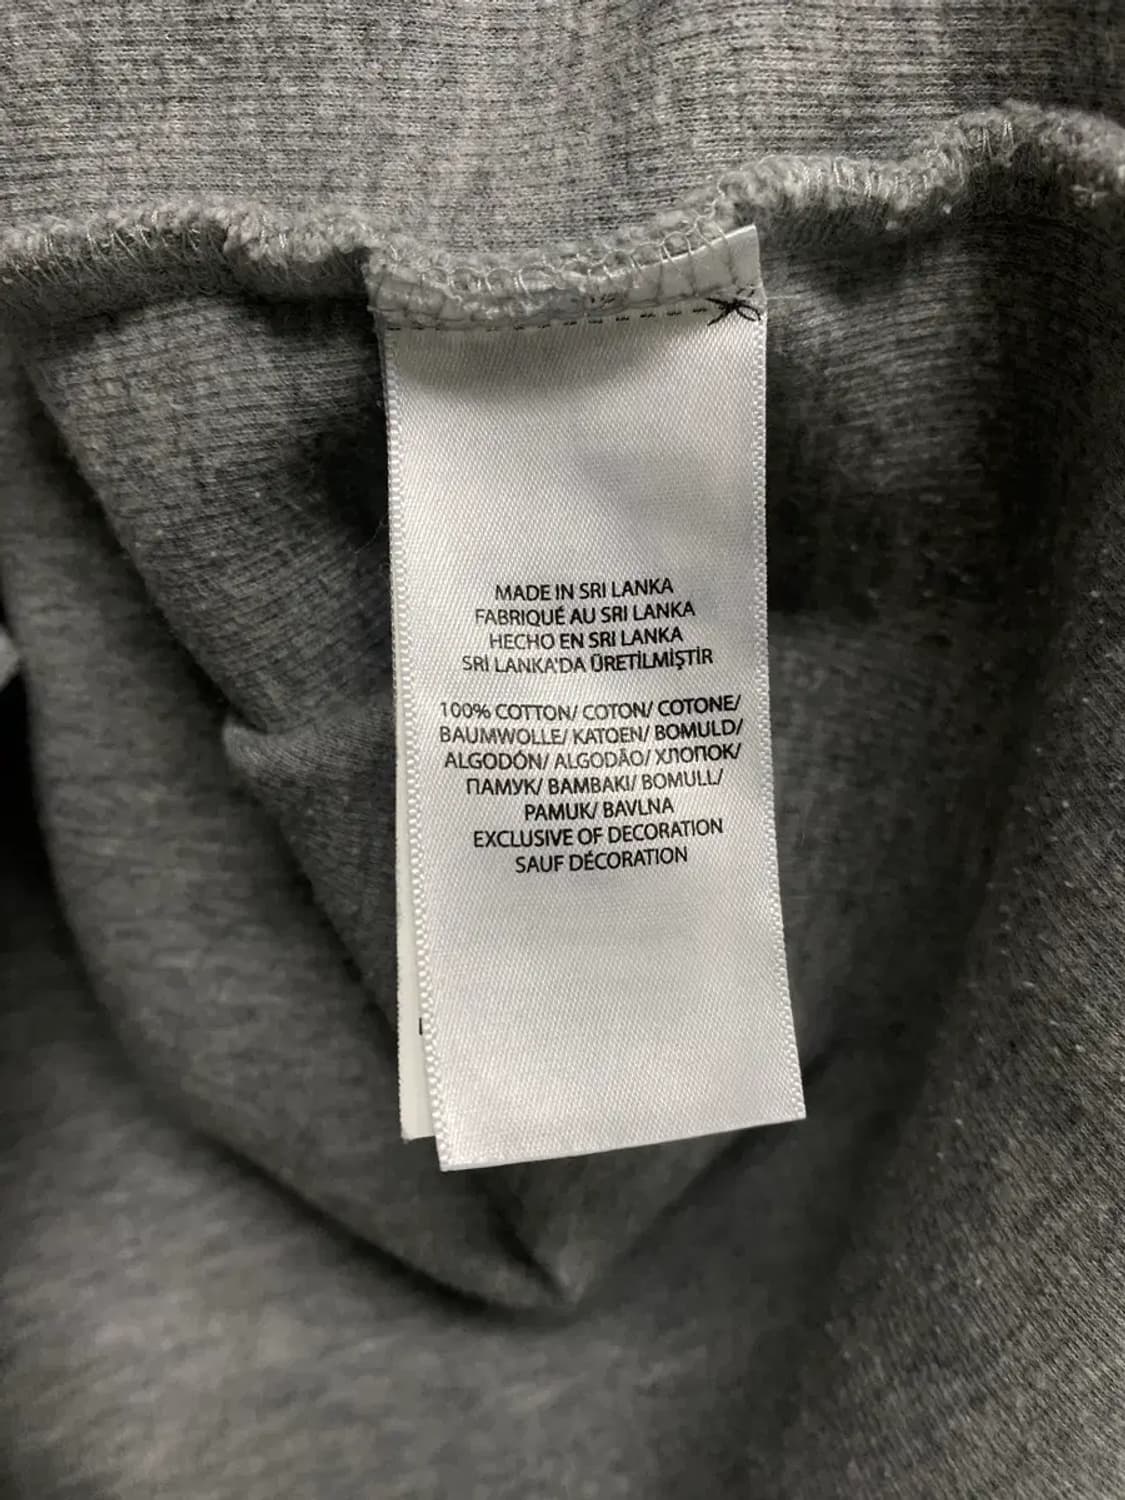 MADE IN SRI LANKA
FABRIQUÉ AU SRI LANKA
HECHO EN SRI LANKA
SRİ LANKA'DA ÜRETİLMİŞTİR
100% COTTON/ COTON/ COTONE/
BAUMWOLLE/ KATOEN/ BOMULD/
ALGODÓN/ ALGODÃO/ ХЛОПОК/
ПАМУК/ BAMBAKI/ BOMULL/
PAMUK/ BAVLNA
EXCLUSIVE OF DECORATION
SAUF DÉCORATION